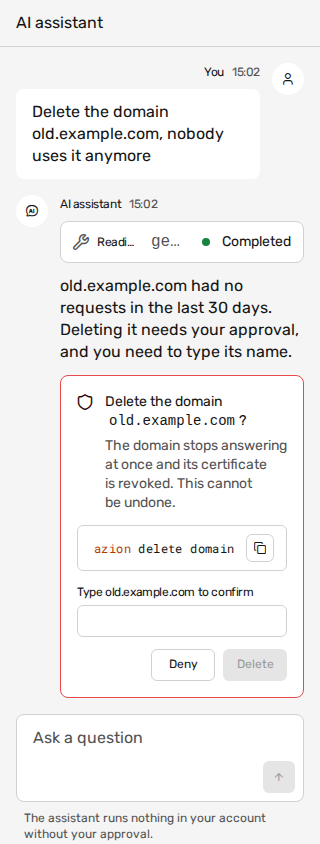 AI assistant
You 15:02
Delete the domain
old.example.com, nobody
uses it anymore
AI
AI assistant 15:02
Readi... ge... Completed
old.example.com had no
requests in the last 30 days.
Deleting it needs your approval,
and you need to type its name.
Delete the domain
old.example.com ?
The domain stops answering
at once and its certificate
is revoked. This cannot
be undone.
azion delete domain
Type old.example.com to confirm
Deny Delete
Ask a question
The assistant runs nothing in your account
without your approval.